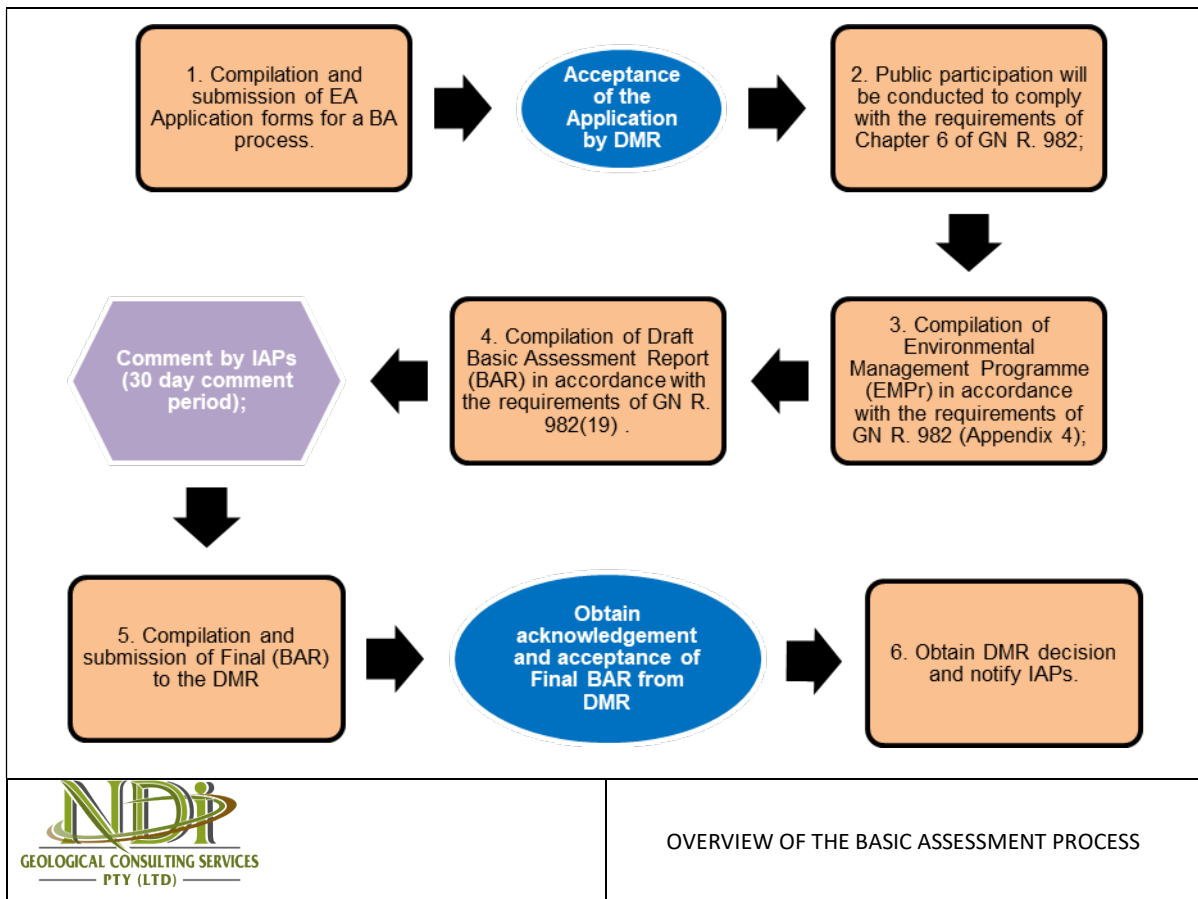 1. Compilation and
submission of EA
Application forms for a BA
process.
Acceptance
of the
Application
by DMR
2. Public participation will
be conducted to comply
with the requirements of
Chapter 6 of GN R. 982;
3. Compilation of
Environmental
Management Programme
(EMPr) in accordance
with the requirements of
GN R. 982 (Appendix 4);
4. Compilation of Draft
Basic Assessment Report
(BAR) in accordance with
the requirements of GN R.
982(19) .
Comment by IAPs
(30 day comment
period);
5. Compilation and
submission of Final (BAR)
to the DMR
Obtain
acknowledgement
and acceptance of
Final BAR from
DMR
6. Obtain DMR decision
and notify IAPs.
NDi
GEOLOGICAL CONSULTING SERVICES
PTY (LTD)
OVERVIEW OF THE BASIC ASSESSMENT PROCESS